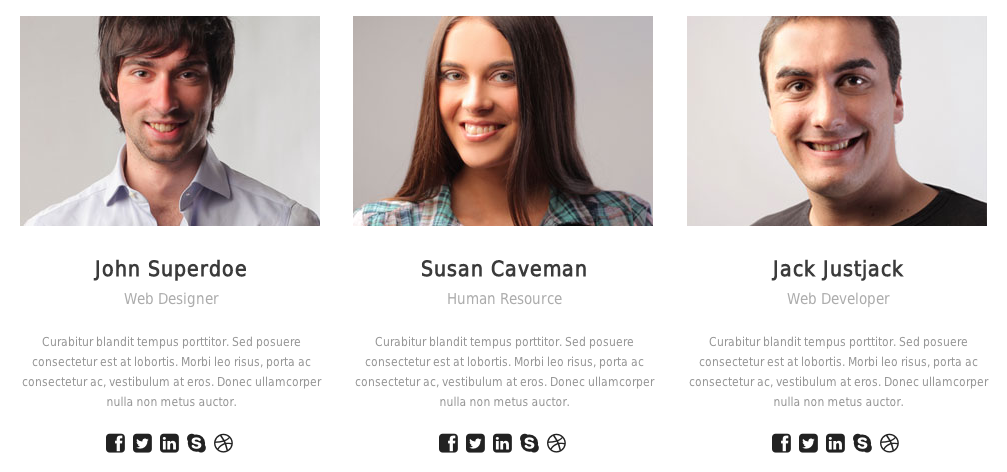 John Superdoe
Web Designer
Curabitur blandit tempus porttitor. Sed posuere
consectetur est at lobortis. Morbi leo risus, porta ac
consectetur ac, vestibulum at eros. Donec ullamcorper
nulla non metus auctor.
Susan Caveman
Human Resource
Curabitur blandit tempus porttitor. Sed posuere
consectetur est at lobortis. Morbi leo risus, porta ac
consectetur ac, vestibulum at eros. Donec ullamcorper
nulla non metus auctor.
Jack Justjack
Web Developer
Curabitur blandit tempus porttitor. Sed posuere
consectetur est at lobortis. Morbi leo risus, porta ac
consectetur ac, vestibulum at eros. Donec ullamcorper
nulla non metus auctor.